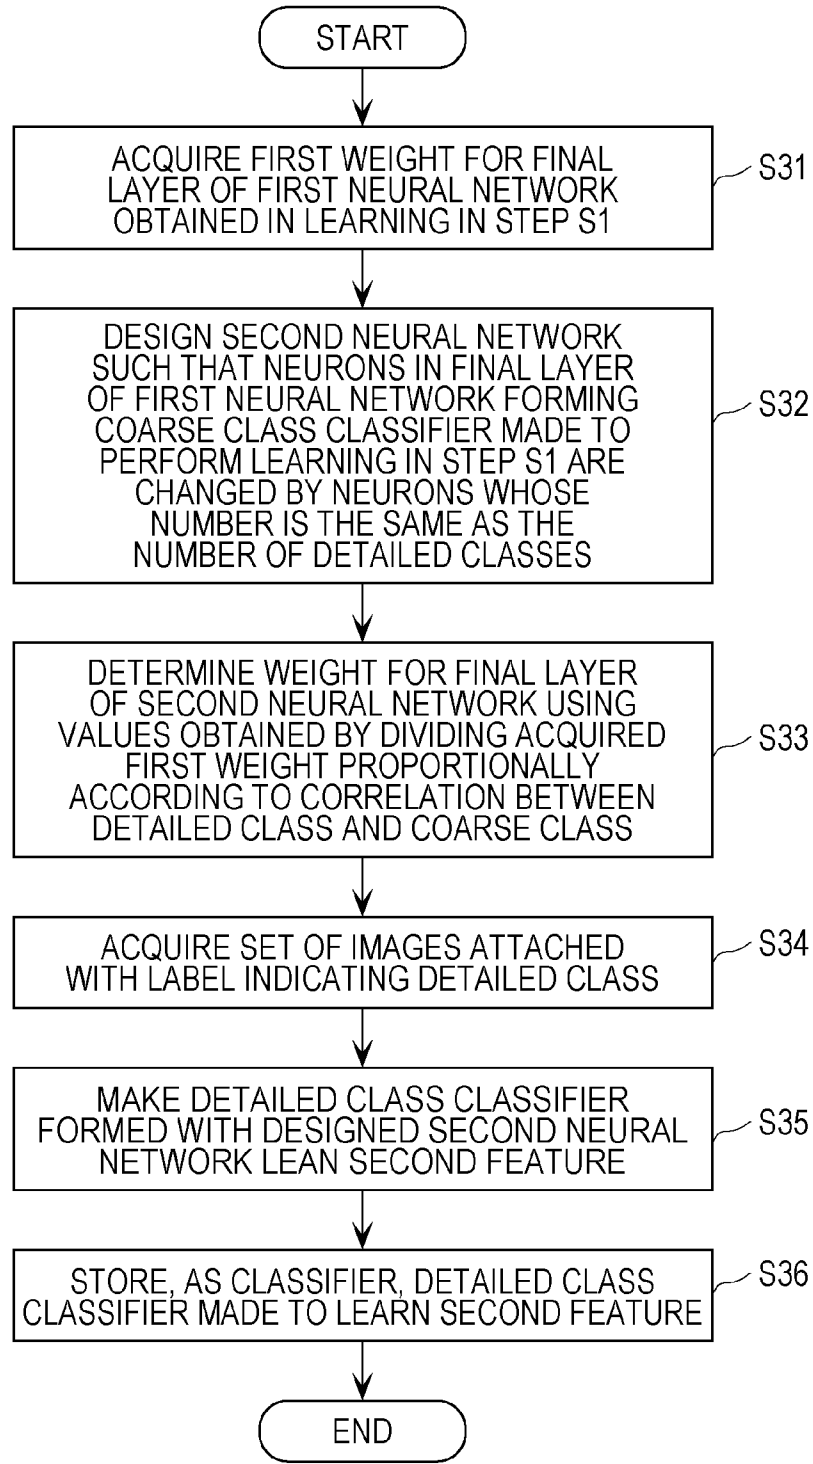 START
ACQUIRE FIRST WEIGHT FOR FINAL
LAYER OF FIRST NEURAL NETWORK
OBTAINED IN LEARNING IN STEP S1
S31
DESIGN SECOND NEURAL NETWORK
SUCH THAT NEURONS IN FINAL LAYER
OF FIRST NEURAL NETWORK FORMING
COARSE CLASS CLASSIFIER MADE TO
PERFORM LEARNING IN STEP S1 ARE
CHANGED BY NEURONS WHOSE
NUMBER IS THE SAME AS THE
NUMBER OF DETAILED CLASSES
S32
DETERMINE WEIGHT FOR FINAL LAYER
OF SECOND NEURAL NETWORK USING
VALUES OBTAINED BY DIVIDING ACQUIRED
FIRST WEIGHT PROPORTIONALLY
ACCORDING TO CORRELATION BETWEEN
DETAILED CLASS AND COARSE CLASS
S33
ACQUIRE SET OF IMAGES ATTACHED
WITH LABEL INDICATING DETAILED CLASS
S34
MAKE DETAILED CLASS CLASSIFIER
FORMED WITH DESIGNED SECOND NEURAL
NETWORK LEAN SECOND FEATURE
S35
STORE, AS CLASSIFIER, DETAILED CLASS
CLASSIFIER MADE TO LEARN SECOND FEATURE
S36
END